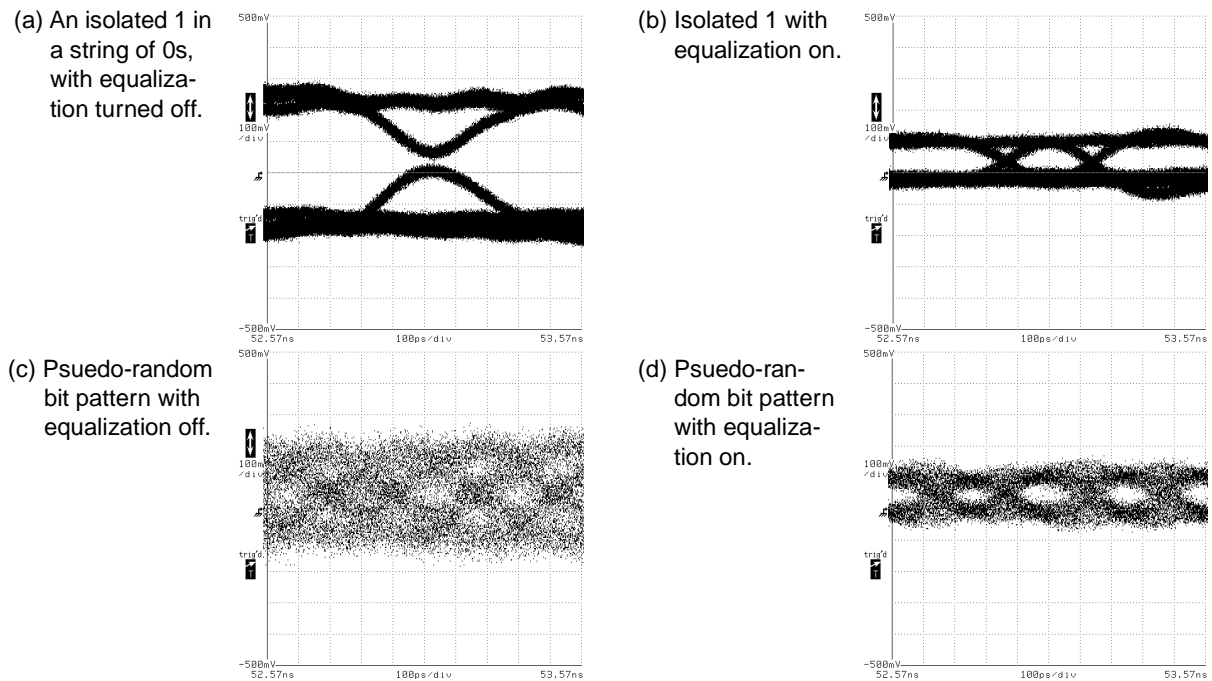 (a) An isolated 1 in
a string of 0s,
with equaliza-
tion turned off.
500mV
100mV
/div
trig'd
T
-500mV
52.57ns
100ps/div
53.57ns
(b) Isolated 1 with
equalization on.
500mV
100mV
/div
trig'd
T
-500mV
52.57ns
100ps/div
53.57ns
(c) Psuedo-random
bit pattern with
equalization off.
500mV
100mV
/div
trig'd
T
-500mV
52.57ns
100ps/div
53.57ns
(d) Psuedo-ran-
dom bit pattern
with equaliza-
tion on.
500mV
100mV
/div
trig'd
T
-500mV
52.57ns
100ps/div
53.57ns